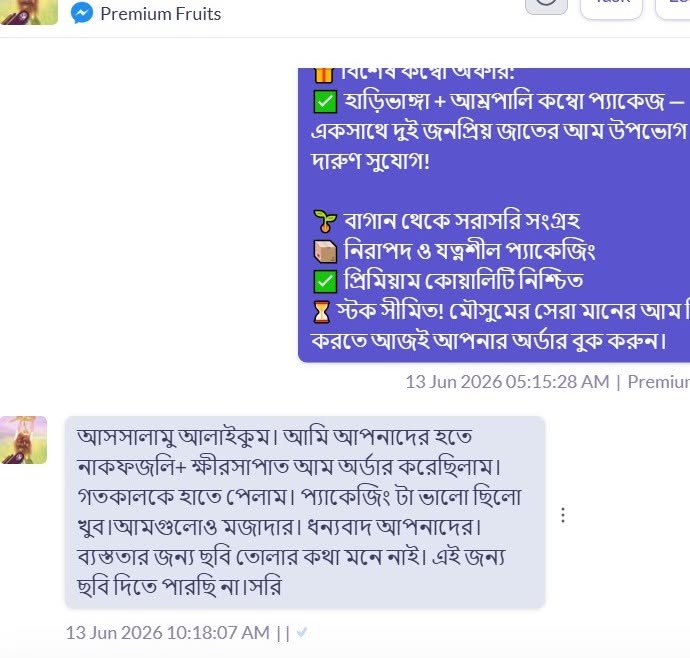 Premium Fruits
বিশেষ কম্বো অফার:
✅ হাড়িভাঙ্গা + আম্রপালি কম্বো প্যাকেজ –
একসাথে দুই জনপ্রিয় জাতের আম উপভোগ
দারুণ সুযোগ!
🌱 বাগান থেকে সরাসরি সংগ্রহ
📦 নিরাপদ ও যত্নশীল প্যাকেজিং
✅ প্রিমিয়াম কোয়ালিটি নিশ্চিত
⏳ স্টক সীমিত! মৌসুমের সেরা মানের আম
করতে আজই আপনার অর্ডার বুক করুন।
13 Jun 2026 05:15:28 AM |
আসসালামু আলাইকুম। আমি আপনাদের হতে
নাকফজলি+ ক্ষীরসাপাত আম অর্ডার করেছিলাম।
গতকালকে হাতে পেলাম। প্যাকেজিং টা ভালো ছিলো
খুব।আমগুলোও মজাদার। ধন্যবাদ আপনাদের।
ব্যস্ততার জন্য ছবি তোলার কথা মনে নাই। এই জন্য
ছবি দিতে পারছি না।সরি
13 Jun 2026 10:18:07 AM ||